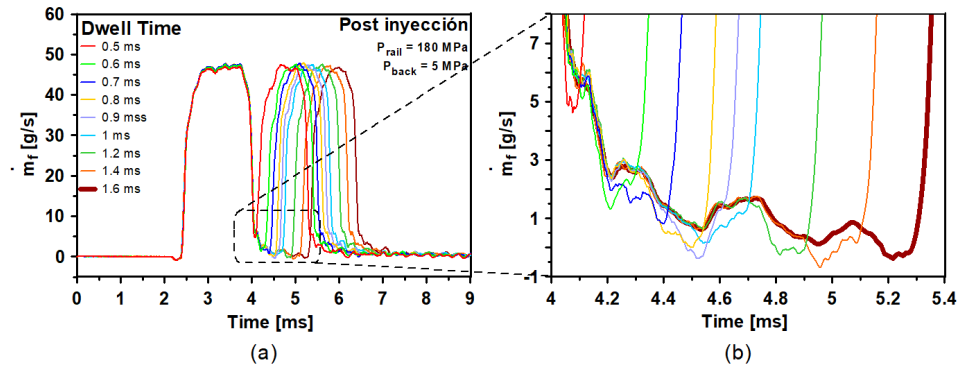 60
50
40
30
20
10
0
ṁf [g/s]
Dwell Time
0.5 ms
0.6 ms
0.7 ms
0.8 ms
0.9 mss
1 ms
1.2 ms
1.4 ms
1.6 ms
Post inyección
Prail = 180 MPa
Pback = 5 MPa
0 1 2 3 4 5 6 7 8 9
Time [ms]
(a)
7
5
3
1
-1
ṁf [g/s]
4 4.2 4.4 4.6 4.8 5 5.2 5.4
Time [ms]
(b)